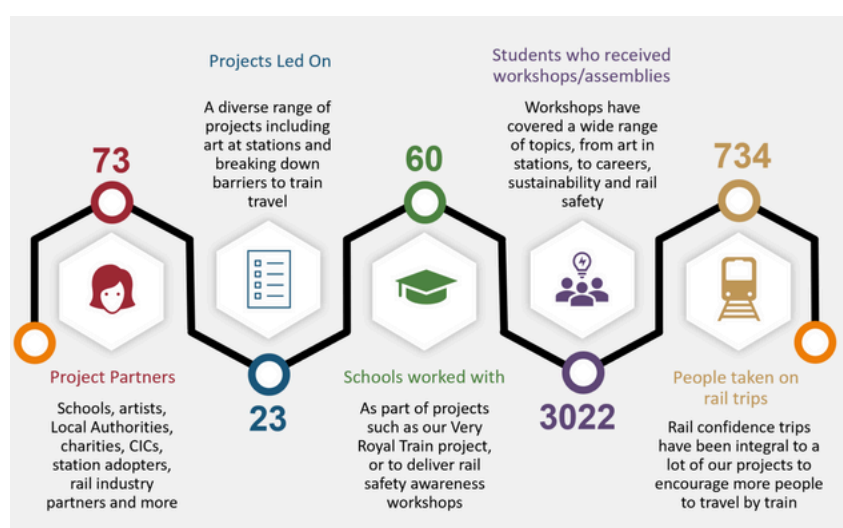 73
Project Partners
Schools, artists,
Local Authorities,
charities, CICs,
station adopters,
rail industry
partners and more
Projects Led On
A diverse range of
projects including
art at stations and
breaking down
barriers to train
travel
23
60
Schools worked with
As part of projects
such as our Very
Royal Train project,
or to deliver rail
safety awareness
workshops
Students who received
workshops/assemblies
Workshops have
covered a wide range
of topics, from art in
stations, to careers,
sustainability and rail
safety
3022
734
People taken on
rail trips
Rail confidence trips
have been integral to a
lot of our projects to
encourage more people
to travel by train